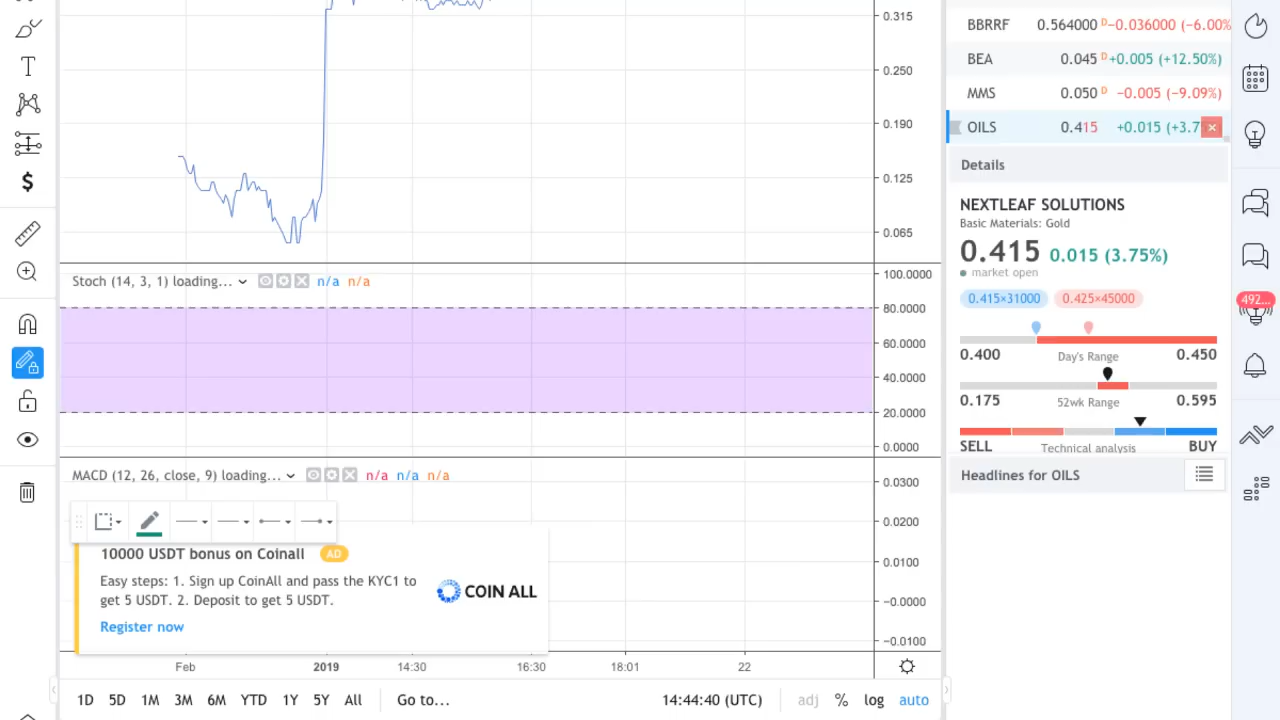 0.315
0.250
0.190
0.125
0.065
Stoch (14, 3, 1) loading... n/a n/a
100.0000
80.0000
60.0000
40.0000
20.0000
0.0000
MACD (12, 26, close, 9) loading... n/a n/a n/a
0.0300
0.0200
0.0100
−0.0000
−0.0100
10000 USDT bonus on Coinall AD
Easy steps: 1. Sign up CoinAll and pass the KYC1 to
get 5 USDT. 2. Deposit to get 5 USDT.
Register now
COIN ALL
Feb 2019 14:30 16:30 18:01 22
1D 5D 1M 3M 6M YTD 1Y 5Y All Go to... 14:44:40 (UTC) adj % log auto
BBRRF 0.564000 D −0.036000 (−6.00%
BEA 0.045 D +0.005 (+12.50%)
MMS 0.050 D −0.005 (−9.09%)
OILS 0.415 +0.015 (+3.7
Details
NEXTLEAF SOLUTIONS
Basic Materials: Gold
0.415 0.015 (3.75%)
market open
0.415×31000 0.425×45000
0.400 Day's Range 0.450
0.175 52wk Range 0.595
SELL Technical analysis BUY
Headlines for OILS
492...